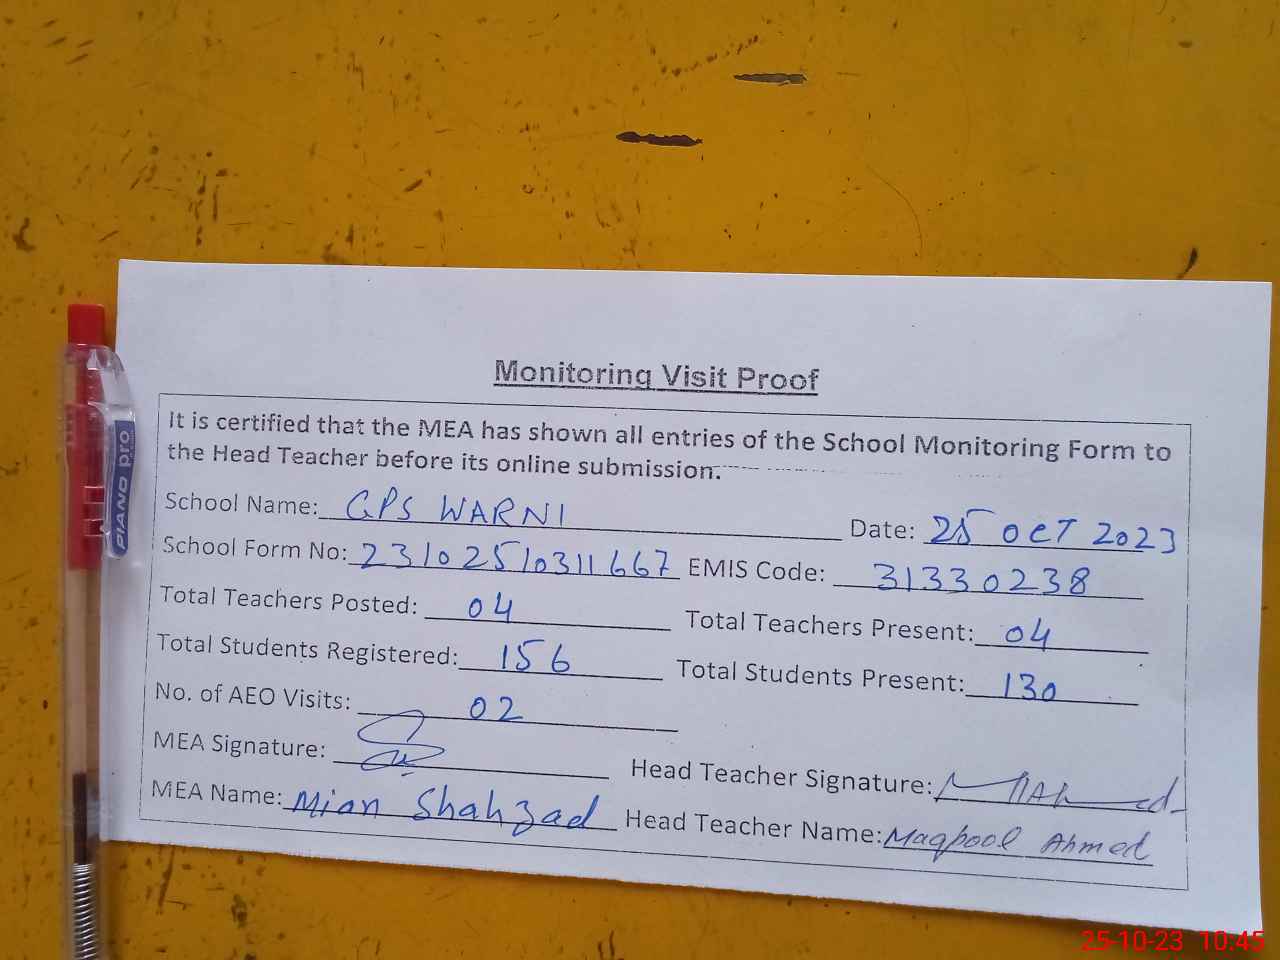 Monitoring Visit Proof
It is certified that the MEA has shown all entries of the School Monitoring Form to
the Head Teacher before its online submission.
School Name: GPS WARNI Date: 25 OCT 2023
School Form No: 23102510311667 EMIS Code: 31330238
Total Teachers Posted: 04 Total Teachers Present: 04
Total Students Registered: 156 Total Students Present: 130
No. of AEO Visits: 02
MEA Signature: Head Teacher Signature: MAhmed
MEA Name: Mian Shahzad Head Teacher Name: Maqbool Ahmed
PIANO pro
25-10-23 10:45